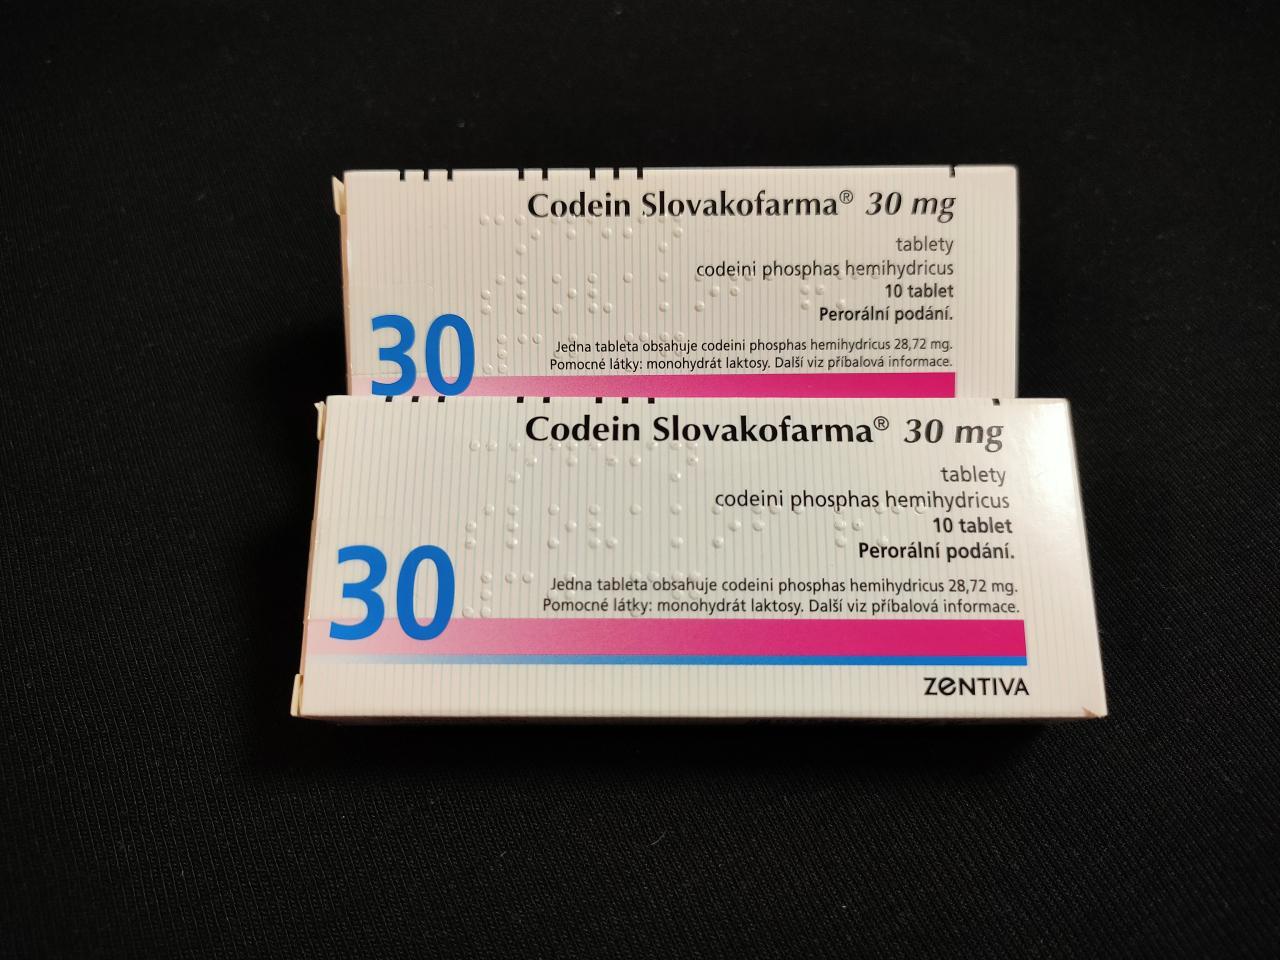 Codein Slovakofarma® 30 mg
tablety
codeini phosphas hemihydricus
10 tablet
Perorální podání.
30
Jedna tableta obsahuje codeini phosphas hemihydricus 28,72 mg.
Pomocné látky: monohydrát laktosy. Další viz příbalová informace.
Codein Slovakofarma® 30 mg
tablety
codeini phosphas hemihydricus
10 tablet
Perorální podání.
30
Jedna tableta obsahuje codeini phosphas hemihydricus 28,72 mg.
Pomocné látky: monohydrát laktosy. Další viz příbalová informace.
ZENTIVA